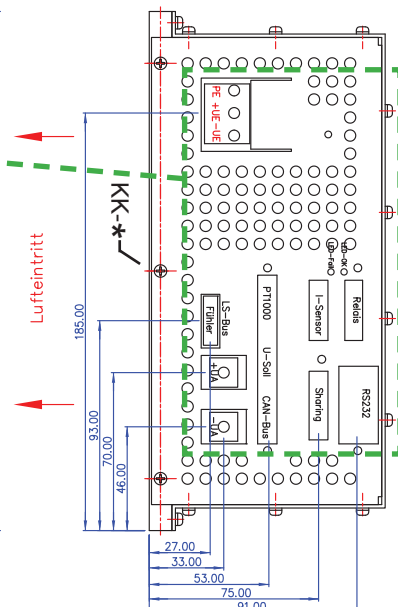 PE +UE-UE
KK-*-/
Lufteintritt
LED-Fail
LED-OK
LS-Bus
Fühler
PT1000 U-Soll CAN-Bus
I-Sensor
Relais
+UA
-UA
Sharing
RS232
185.00
93.00
70.00
46.00
27.00
33.00
53.00
75.00
91.00